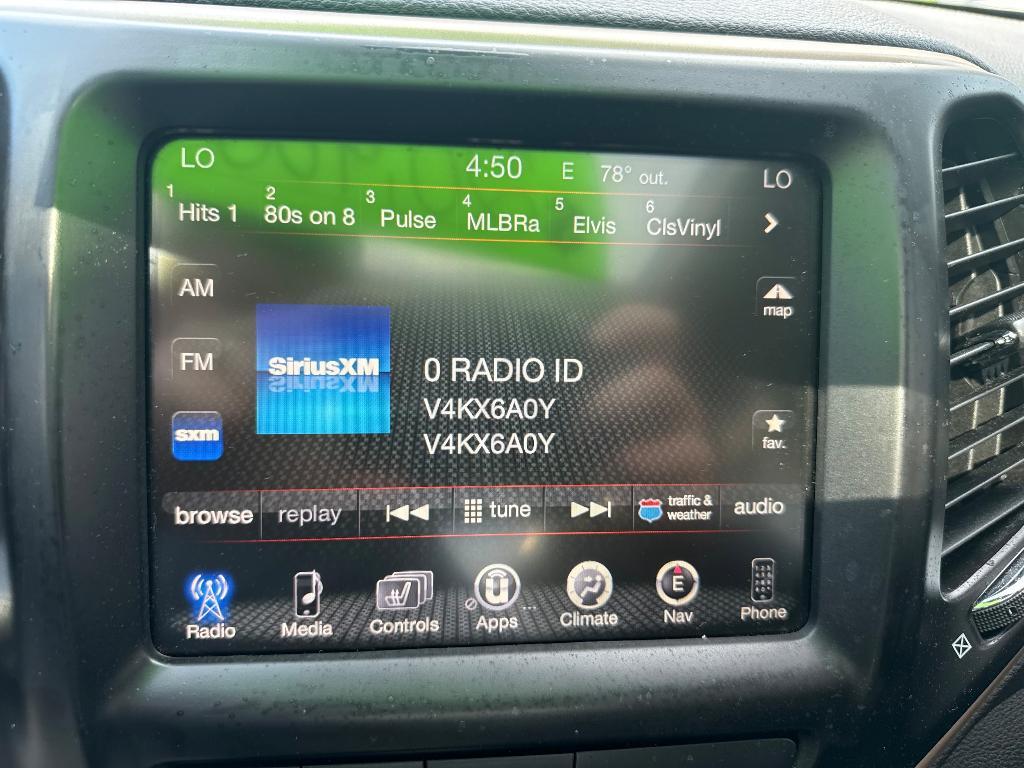 LO 4:50 E 78° out. LO
1 Hits 1 2 80s on 8 3 Pulse 4 MLBRa 5 Elvis 6 ClsVinyl
AM
map
FM
SiriusXM
0 RADIO ID
V4KX6A0Y
V4KX6A0Y
sxm
fav.
browse replay tune traffic & weather audio
E
Radio Media Controls Apps ... Climate Nav Phone